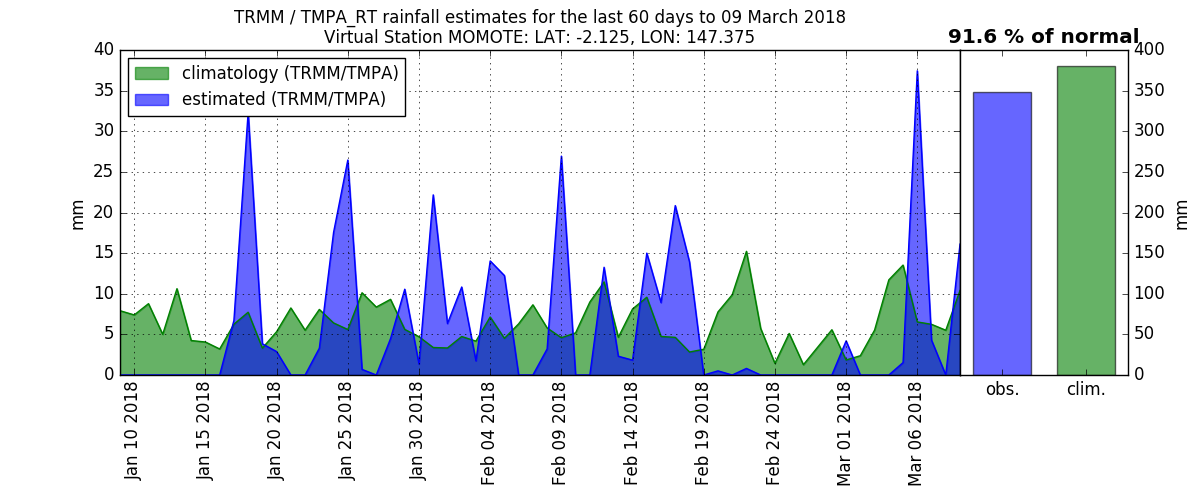 TRMM / TMPA_RT rainfall estimates for the last 60 days to 09 March 2018
Virtual Station MOMOTE: LAT: -2.125, LON: 147.375
91.6 % of normal
climatology (TRMM/TMPA)
estimated (TRMM/TMPA)
40
35
30
25
20
15
10
5
0
mm
400
350
300
250
200
150
100
50
0
mm
Jan 10 2018
Jan 15 2018
Jan 20 2018
Jan 25 2018
Jan 30 2018
Feb 04 2018
Feb 09 2018
Feb 14 2018
Feb 19 2018
Feb 24 2018
Mar 01 2018
Mar 06 2018
obs.
clim.